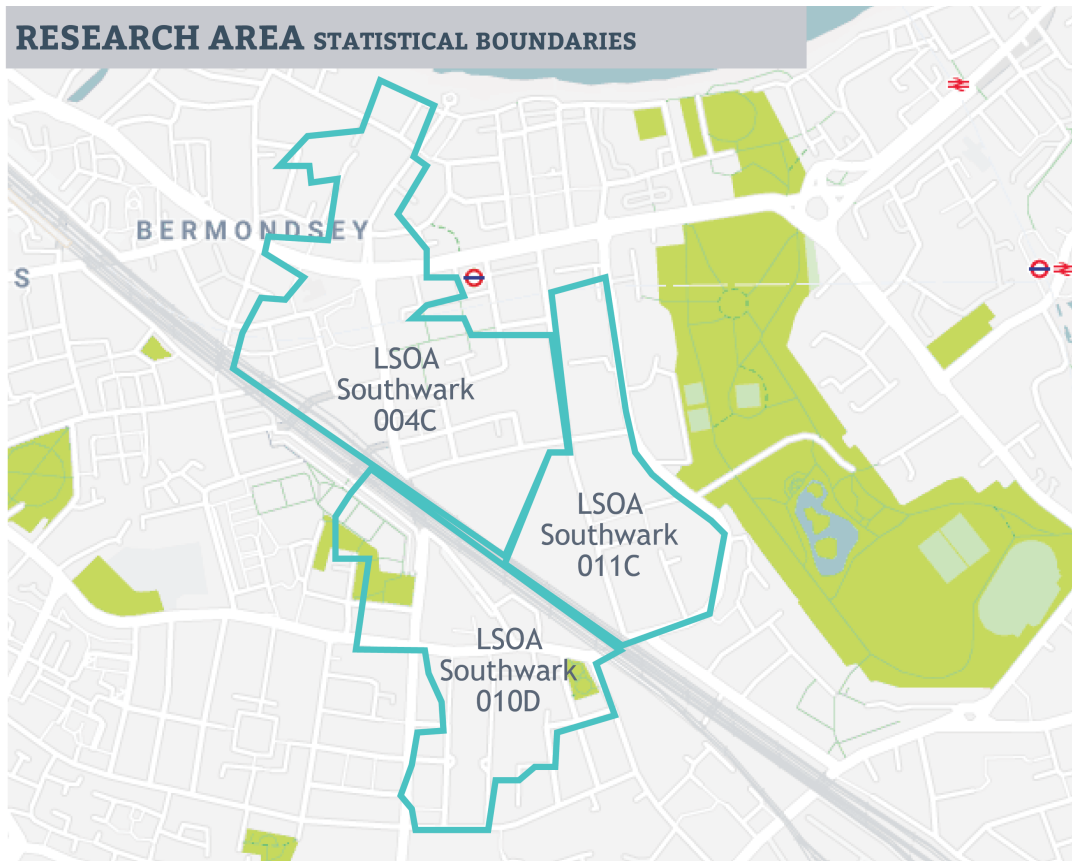 RESEARCH AREA STATISTICAL BOUNDARIES
BERMONDSEY
S
LSOA
Southwark
004C
LSOA
Southwark
011C
LSOA
Southwark
010D